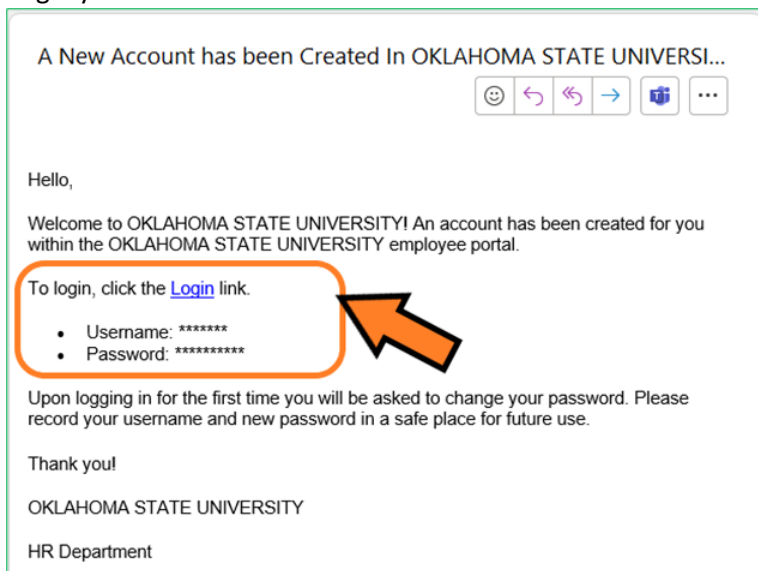 A New Account has been Created In OKLAHOMA STATE UNIVERSI...
Hello,
Welcome to OKLAHOMA STATE UNIVERSITY! An account has been created for you
within the OKLAHOMA STATE UNIVERSITY employee portal.
To login, click the Login link.
• Username: *******
• Password: **********
Upon logging in for the first time you will be asked to change your password. Please
record your username and new password in a safe place for future use.
Thank you!
OKLAHOMA STATE UNIVERSITY
HR Department